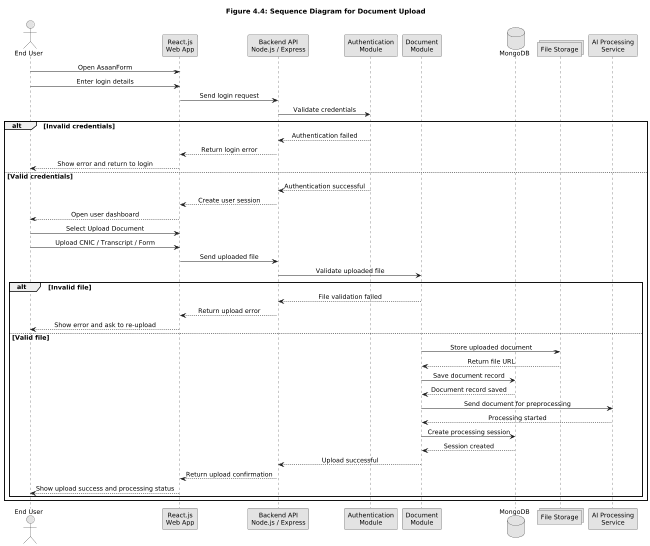 Figure 4.4: Sequence Diagram for Document Upload
End User
React.js
Web App
Backend API
Node.js / Express
Authentication
Module
Document
Module
MongoDB
File Storage
AI Processing
Service
Open AsaanForm
Enter login details
Send login request
Validate credentials
alt [Invalid credentials]
Authentication failed
Return login error
Show error and return to login
[Valid credentials]
Authentication successful
Create user session
Open user dashboard
Select Upload Document
Upload CNIC / Transcript / Form
Send uploaded file
Validate uploaded file
alt [Invalid file]
File validation failed
Return upload error
Show error and ask to re-upload
[Valid file]
Store uploaded document
Return file URL
Save document record
Document record saved
Send document for preprocessing
Processing started
Create processing session
Session created
Upload successful
Return upload confirmation
Show upload success and processing status
End User
React.js
Web App
Backend API
Node.js / Express
Authentication
Module
Document
Module
MongoDB
File Storage
AI Processing
Service